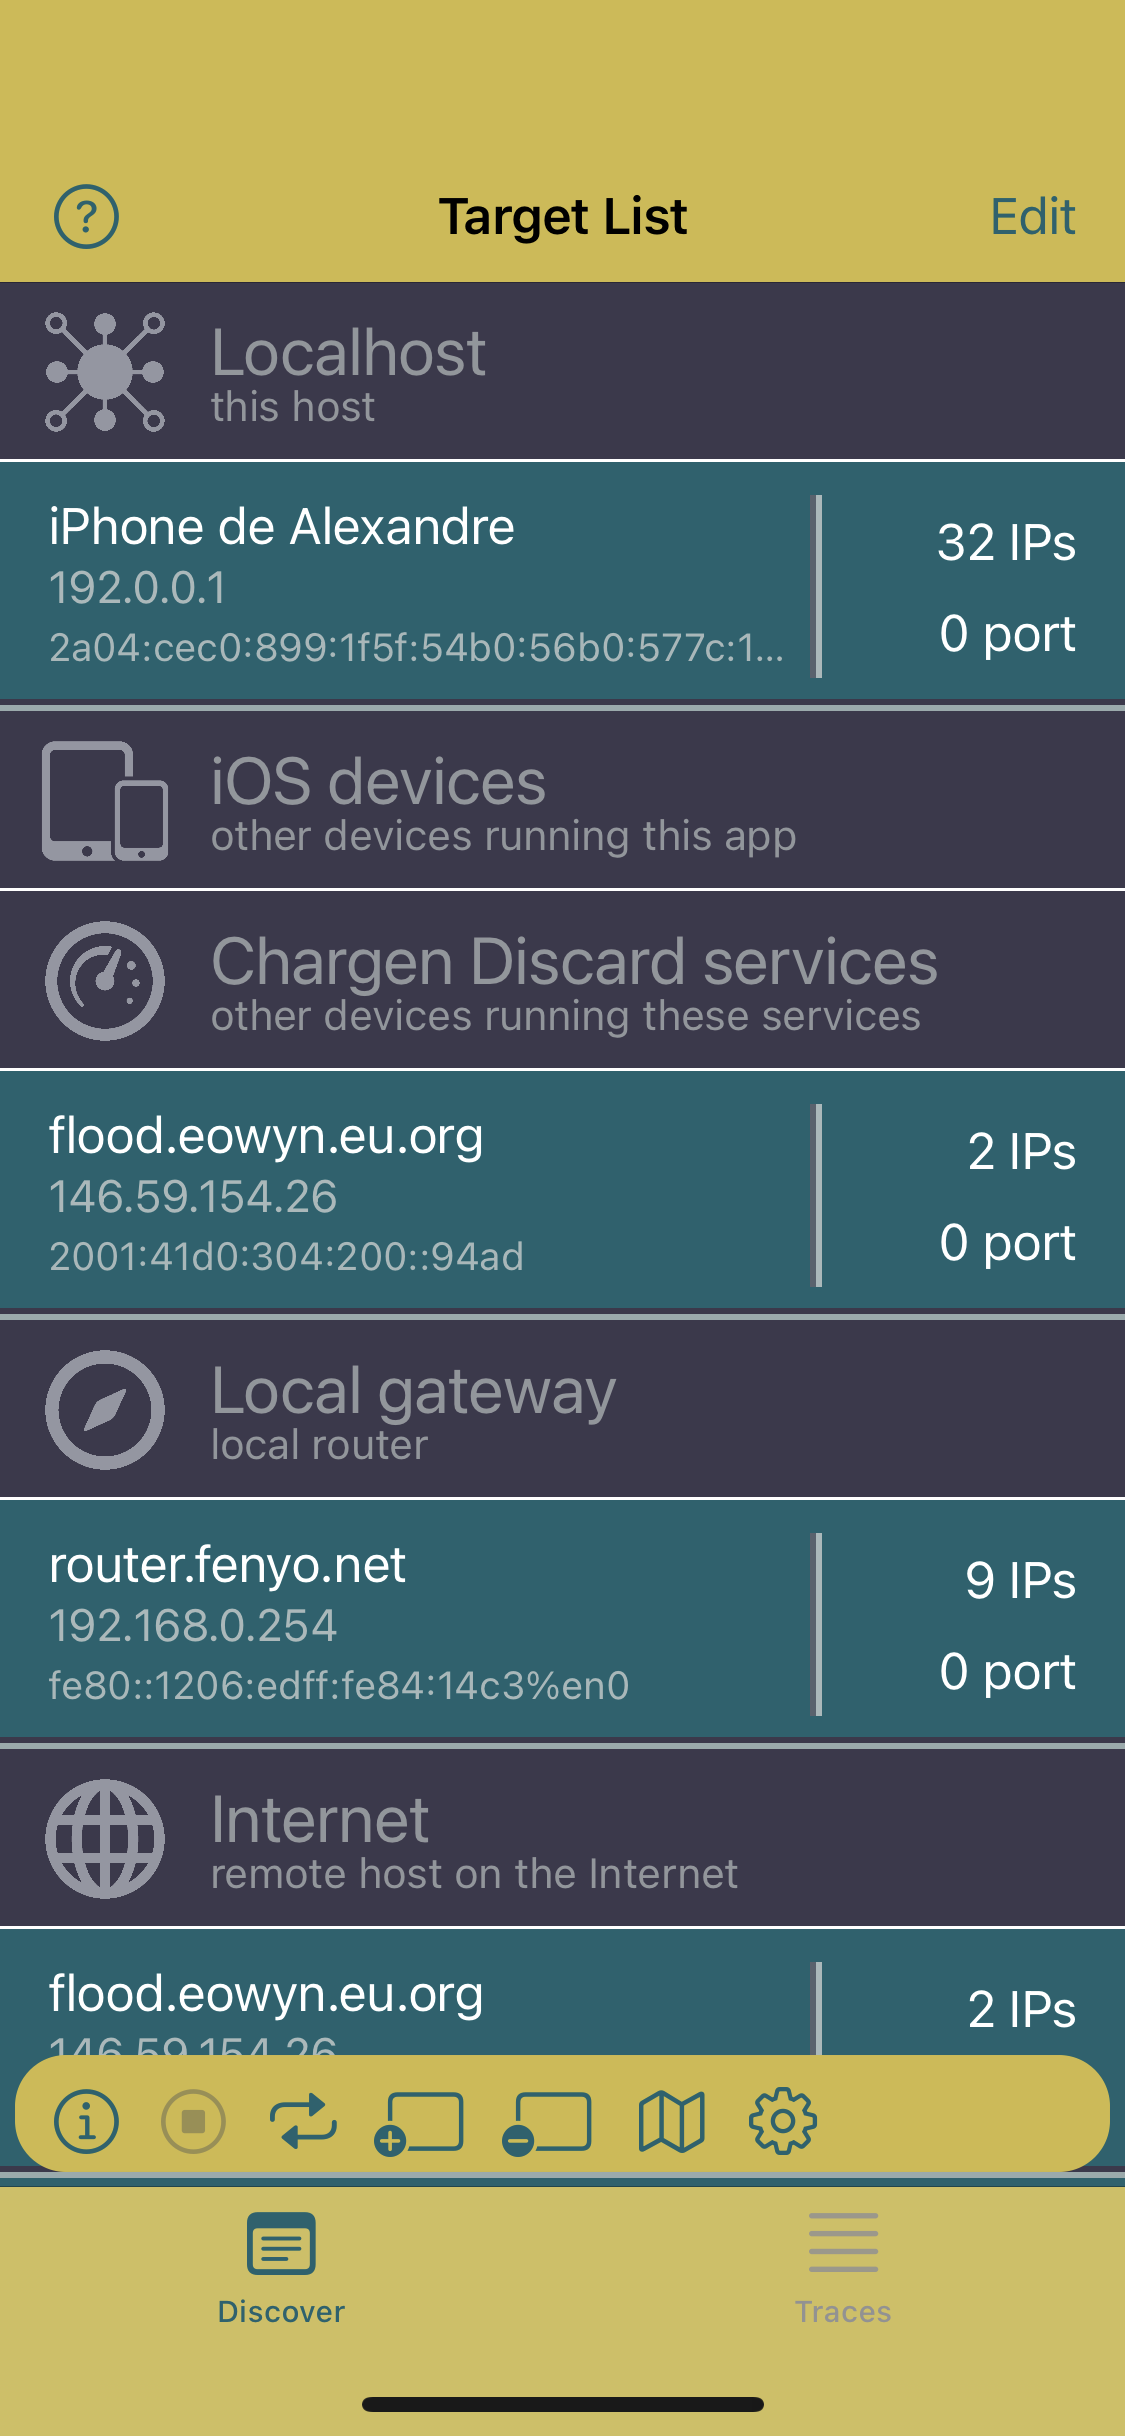 Target List
Edit
Localhost
this host
iPhone de Alexandre
192.0.0.1
2a04:cec0:899:1f5f:54b0:56b0:577c:1...
32 IPs
0 port
iOS devices
other devices running this app
Chargen Discard services
other devices running these services
flood.eowyn.eu.org
146.59.154.26
2001:41d0:304:200::94ad
2 IPs
0 port
Local gateway
local router
router.fenyo.net
192.168.0.254
fe80::1206:edff:fe84:14c3%en0
9 IPs
0 port
Internet
remote host on the Internet
flood.eowyn.eu.org
146.59.154.26
2 IPs
Discover
Traces